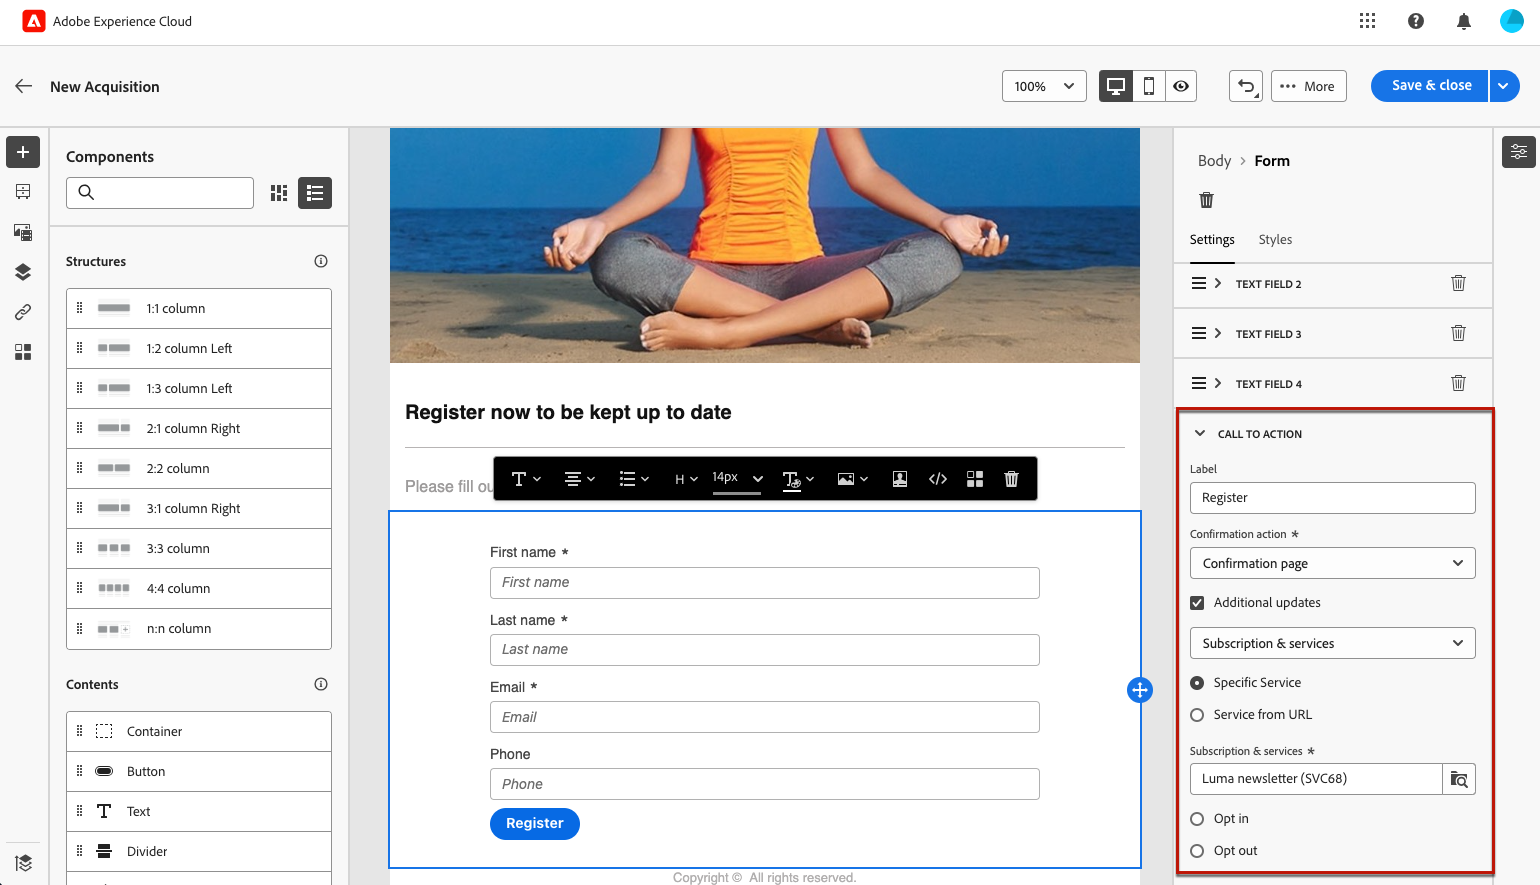 Adobe Experience Cloud
New Acquisition
100%
More
Save & close
Components
Structures
1:1 column
1:2 column Left
1:3 column Left
2:1 column Right
2:2 column
3:1 column Right
3:3 column
4:4 column
n:n column
Contents
Container
Button
Text
Divider
Register now to be kept up to date
Please fill ou
H
14px
First name *
First name
Last name *
Last name
Email *
Email
Phone
Phone
Register
Copyright © All rights reserved.
Body > Form
Settings Styles
TEXT FIELD 2
TEXT FIELD 3
TEXT FIELD 4
CALL TO ACTION
Label
Register
Confirmation action *
Confirmation page
Additional updates
Subscription & services
Specific Service
Service from URL
Subscription & services *
Luma newsletter (SVC68)
Opt in
Opt out